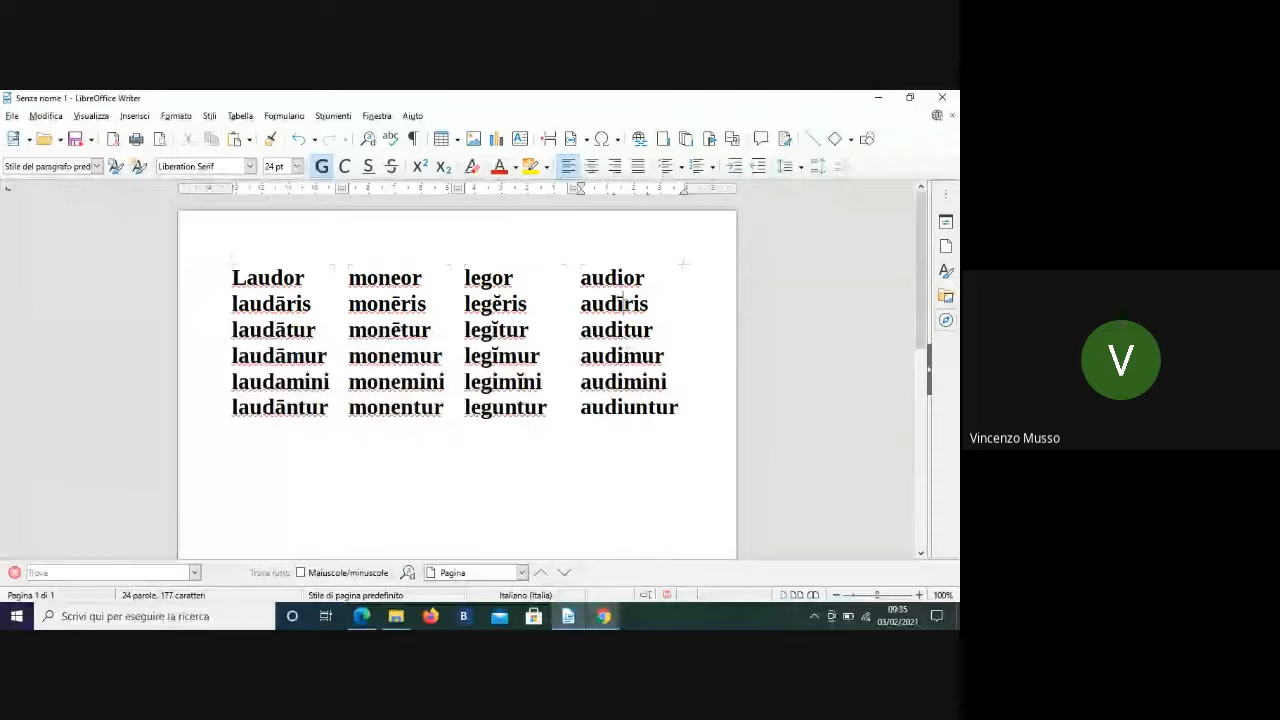 Senza nome 1 - LibreOffice Writer
File Modifica Visualizza Inserisci Formato Stili Tabella Formulario Strumenti Finestra Aiuto
Stile del paragrafo pred Liberation Serif 24 pt
Laudor moneor legor audior
laudāris monēris legĕris audīris
laudātur monētur legĭtur auditur
laudāmur monemur legĭmur audimur
laudamini monemini legimĭni audimini
laudāntur monentur leguntur audiuntur
V
Vincenzo Musso
Trova Trova tutto Maiuscole/minuscole Pagina
Pagina 1 di 1 24 parole, 177 caratteri Stile di pagina predefinito Italiano (Italia) 100%
Scrivi qui per eseguire la ricerca
09:35
03/02/2021